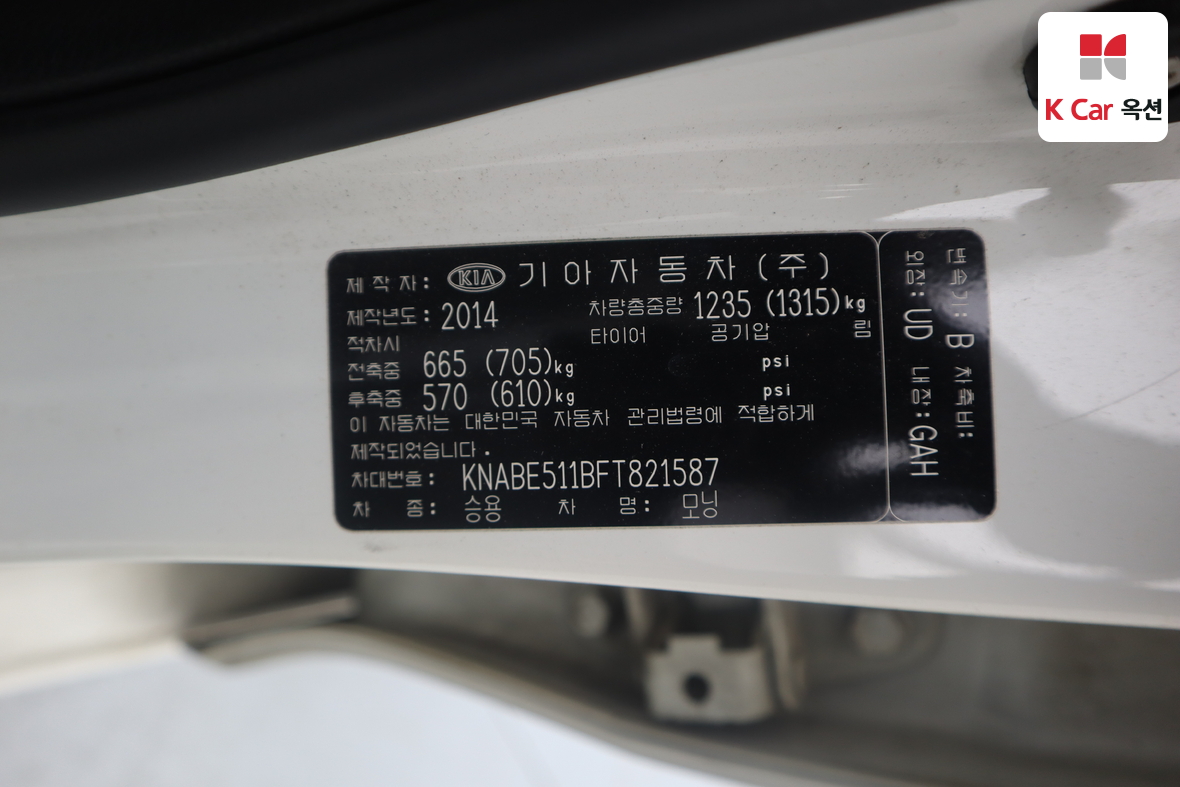 K Car 옥션
제작자: KIA 기아자동차(주)
제작년도: 2014 차량총중량 1235 (1315)kg
적차시 타이어 공기압 림
전축중 665 (705)kg psi
후축중 570 (610)kg psi
이 자동차는 대한민국 자동차 관리법령에 적합하게
제작되었습니다.
차대번호: KNABE511BFT821587
차 종: 승용 차 명: 모닝
변속기: B 차축비:
외장: UD 내장: GAH